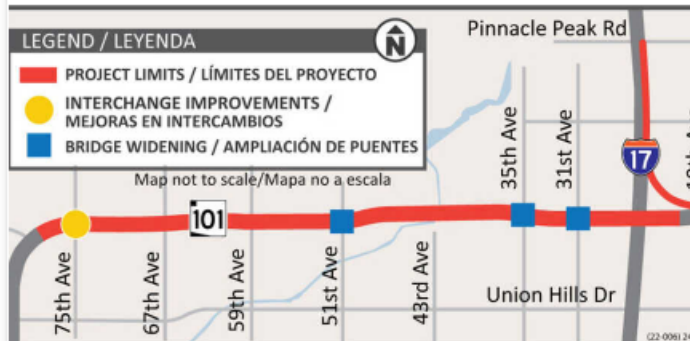 LEGEND / LEYENDA
N
Pinnacle Peak Rd
PROJECT LIMITS / LÍMITES DEL PROYECTO
INTERCHANGE IMPROVEMENTS /
MEJORAS EN INTERCAMBIOS
BRIDGE WIDENING / AMPLIACIÓN DE PUENTES
Map not to scale/Mapa no a escala
35th Ave
31st Ave
17
101
75th Ave
67th Ave
59th Ave
51st Ave
43rd Ave
Union Hills Dr